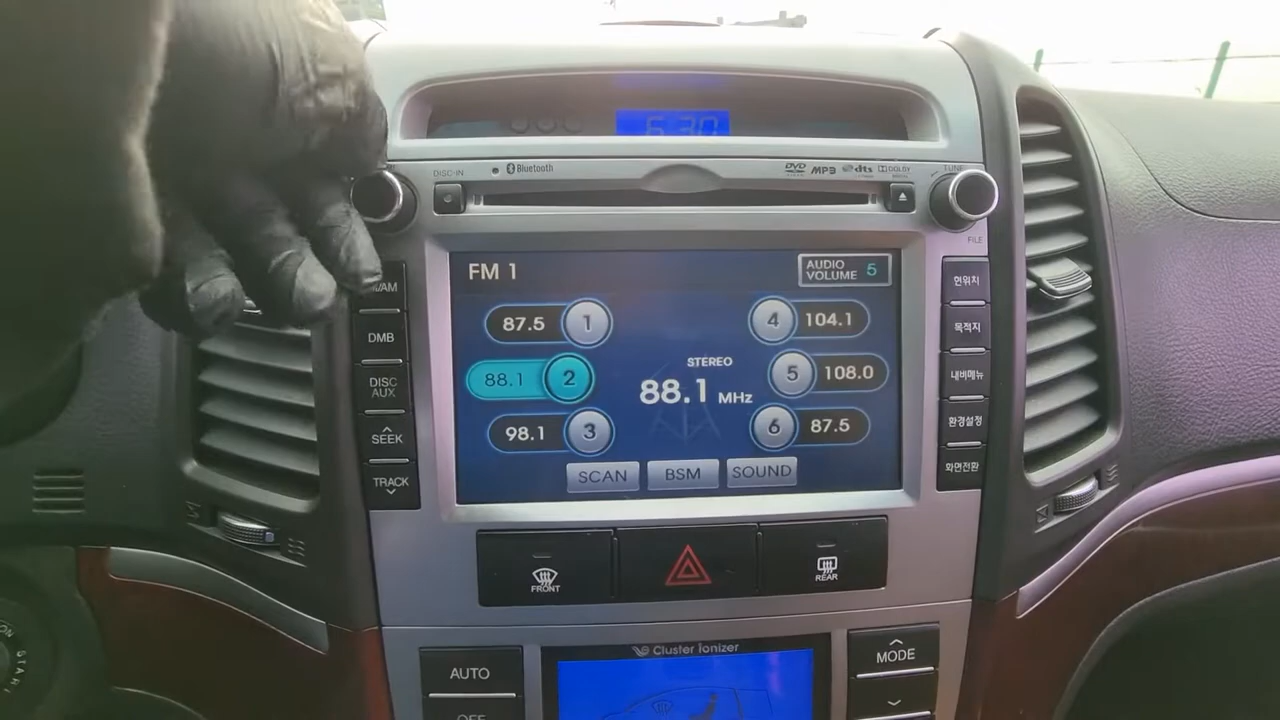 6:30
DISC-IN
Bluetooth
DVD
MP3
dts
DOLBY
TUNE
FILE
FM 1
AUDIO
VOLUME 5
87.5 1
88.1 2
98.1 3
4 104.1
5 108.0
6 87.5
STEREO
88.1 MHz
SCAN
BSM
SOUND
/AM
DMB
DISC
AUX
SEEK
TRACK
현위치
목적지
내비메뉴
환경설정
화면전환
FRONT
REAR
Cluster Ionizer
AUTO
OFF
MODE
START